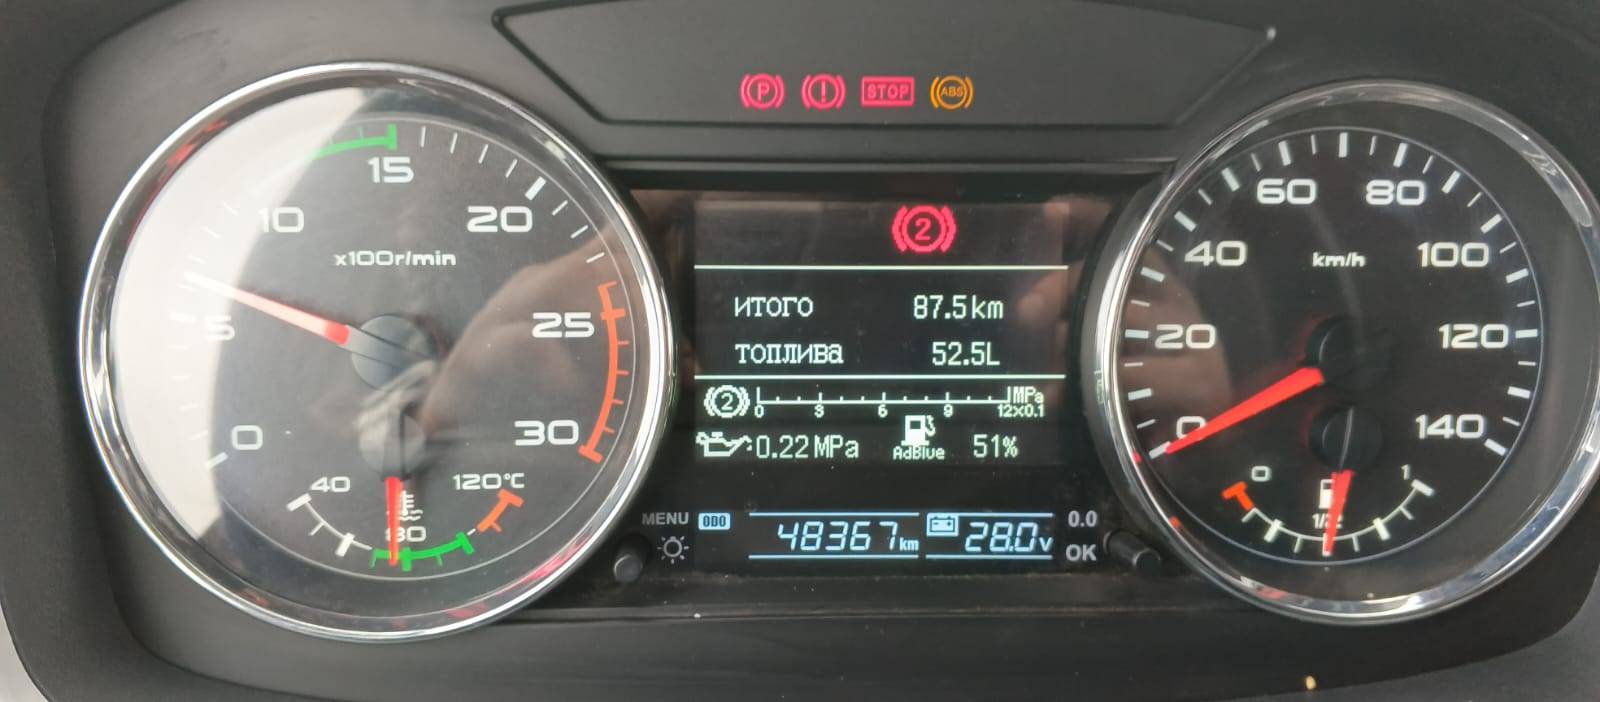 P ! STOP ABS
15
10 20
x100r/min
5 25
0 30
40 120°C
80
2
ИТОГО 87.5km
ТОПЛИВА 52.5L
2 0 3 6 9 12x0.1 MPa
0.22MPa AdBlue 51%
MENU ODO 48367km 28.0v 0.0
OK
60 80
40 100
km/h
20 120
0 140
0 1/2 1